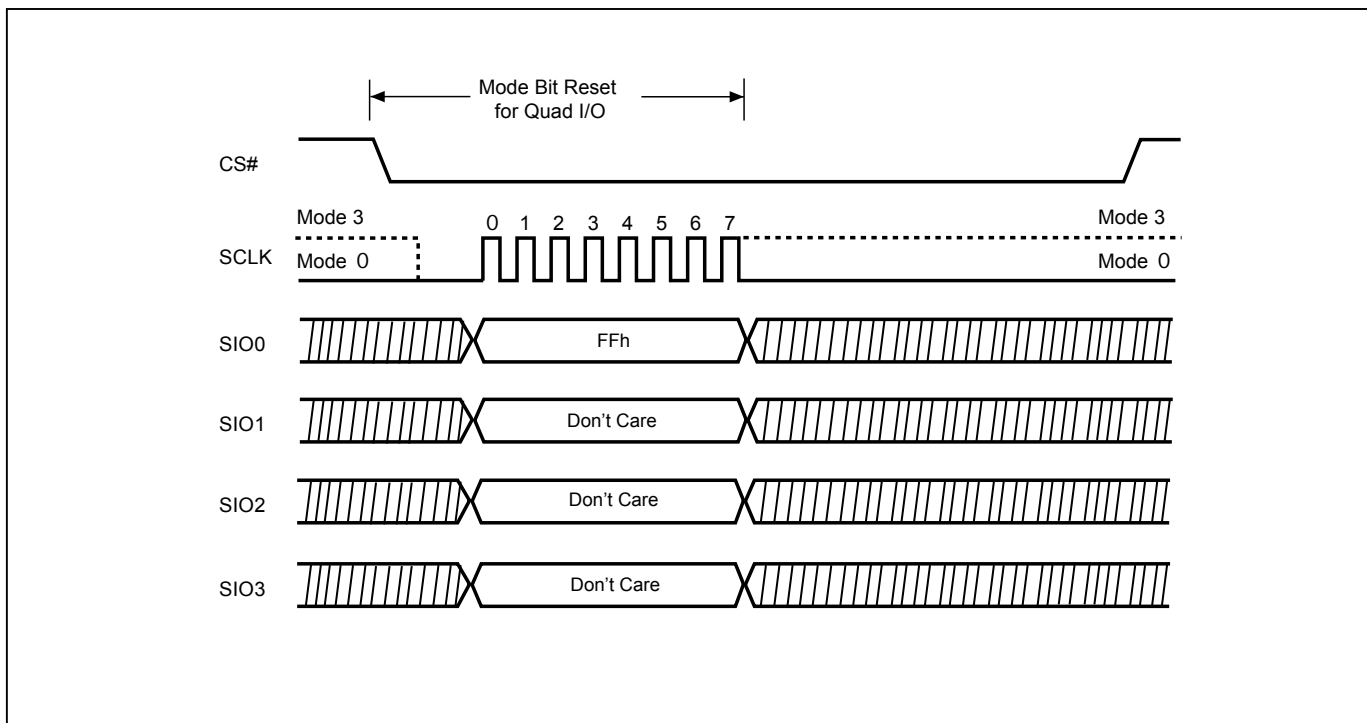 Mode Bit Reset
for Quad I/O
CS#
Mode 3
Mode 3
0 1 2 3 4 5 6 7
SCLK
Mode 0
Mode 0
SIO0
FFh
SIO1
Don't Care
SIO2
Don't Care
SIO3
Don't Care